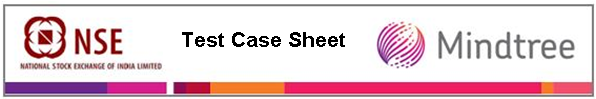 NSE
NATIONAL STOCK EXCHANGE OF INDIA LIMITED
Test Case Sheet
Mindtree